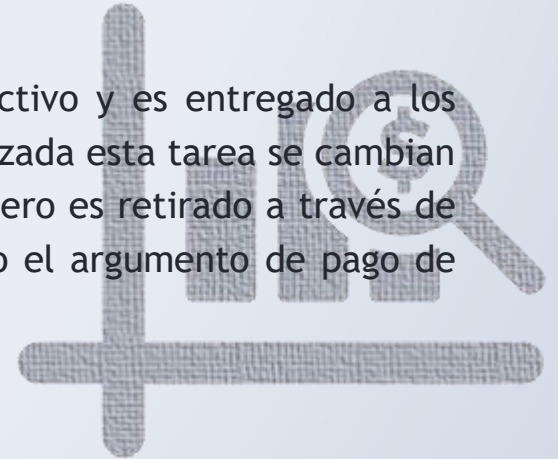 ctivo y es entregado a los
zada esta tarea se cambian
ero es retirado a través de
o el argumento de pago de
$